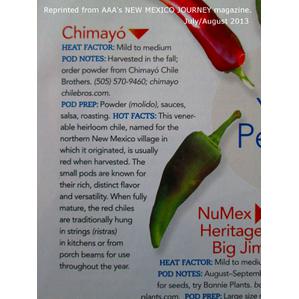 Reprinted from AAA's NEW MEXICO JOURNEY magazine.
July/August 2013
Chimayó
HEAT FACTOR: Mild to medium
POD NOTES: Harvested in the fall;
order powder from Chimayó Chile
Brothers. (505) 570-9460; chimayo
chilebros.com.
POD PREP: Powder (molido), sauces,
salsa, roasting. HOT FACTS: This vener-
able heirloom chile, named for the
northern New Mexico village in
which it originated, is usually
red when harvested. The
small pods are known for
their rich, distinct flavor
and versatility. When fully
mature, the red chiles
are traditionally hung
in strings (ristras)
in kitchens or from
porch beams for use
throughout the year.
Pe
NuMex
Heritage
Big Jim
HEAT FACTOR: Mild to mediu
POD NOTES: August–Septemb
for seeds, try Bonnie Plants. bo
plants.com. POD PREP: Large size